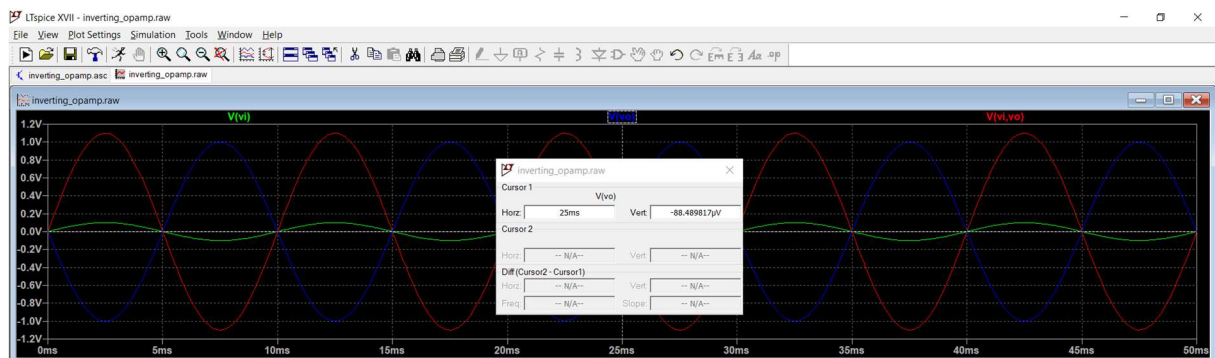 LTspice XVII - inverting_opamp.raw
File View Plot Settings Simulation Tools Window Help
inverting_opamp.asc inverting_opamp.raw
inverting_opamp.raw
V(vi) V(vo) V(vi,vo)
1.2V
1.0V
0.8V
0.6V
0.4V
0.2V
0.0V
-0.2V
-0.4V
-0.6V
-0.8V
-1.0V
-1.2V
0ms 5ms 10ms 15ms 20ms 25ms 30ms 35ms 40ms 45ms 50ms
inverting_opamp.raw
Cursor 1
V(vo)
Horz: 25ms Vert: -88.489817µV
Cursor 2
Horz: -- N/A-- Vert: -- N/A--
Diff (Cursor2 - Cursor1)
Horz: -- N/A-- Vert: -- N/A--
Freq: -- N/A-- Slope: -- N/A--